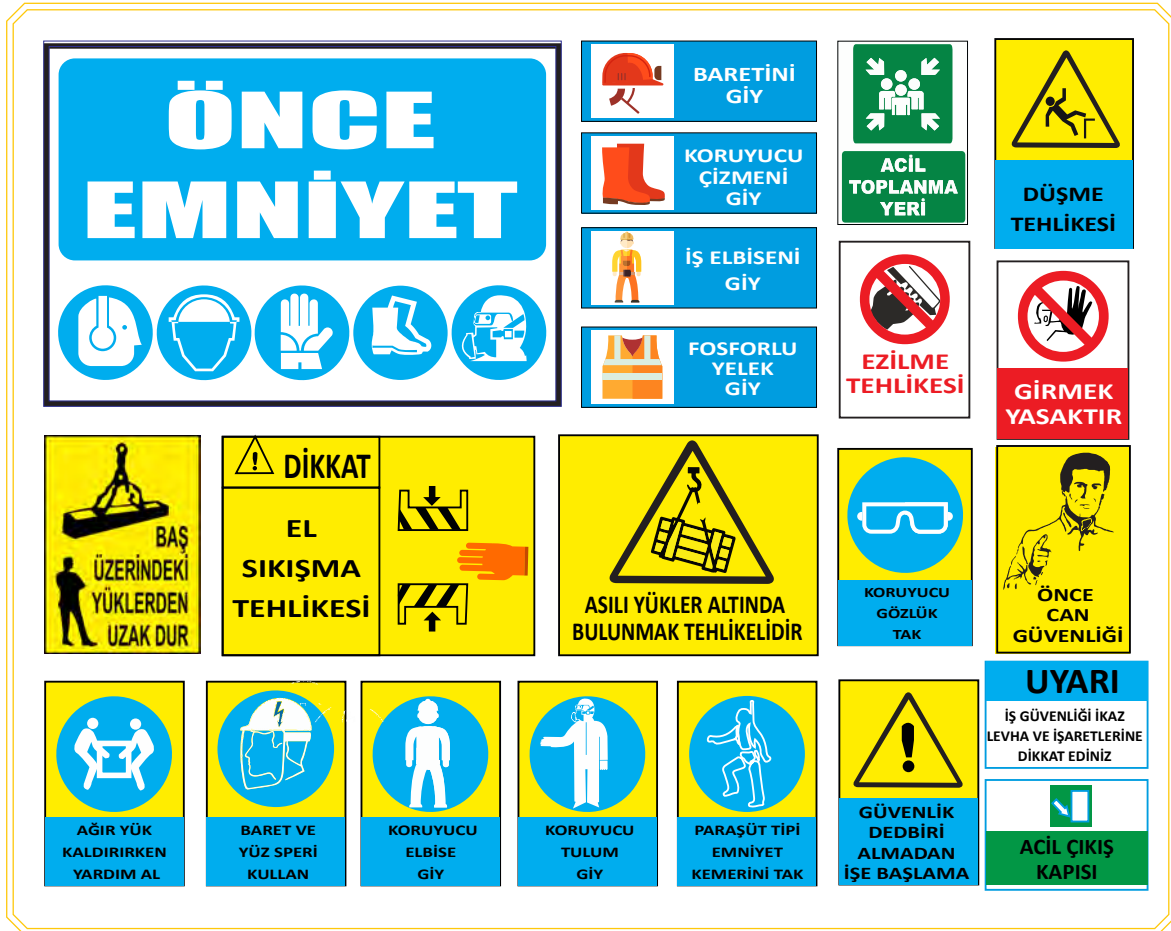 ÖNCE
EMNİYET
BARETİNİ
GİY
KORUYUCU
ÇİZMENİ
GİY
İŞ ELBİSENİ
GİY
FOSFORLU
YELEK
GİY
ACİL
TOPLANMA
YERİ
DÜŞME
TEHLİKESİ
EZİLME
TEHLİKESİ
GİRMEK
YASAKTIR
BAŞ
ÜZERİNDEKİ
YÜKLERDEN
UZAK DUR
! DİKKAT
EL
SIKIŞMA
TEHLİKESİ
ASILI YÜKLER ALTINDA
BULUNMAK TEHLİKELİDİR
KORUYUCU
GÖZLÜK
TAK
ÖNCE
CAN
GÜVENLİĞİ
AĞIR YÜK
KALDIRIRKEN
YARDIM AL
BARET VE
YÜZ SPERİ
KULLAN
KORUYUCU
ELBİSE
GİY
KORUYUCU
TULUM
GİY
PARAŞÜT TİPİ
EMNİYET
KEMERİNİ TAK
!
GÜVENLİK
DEDBİRİ
ALMADAN
İŞE BAŞLAMA
UYARI
İŞ GÜVENLİĞİ İKAZ
LEVHA VE İŞARETLERİNE
DİKKAT EDİNİZ
ACİL ÇIKIŞ
KAPISI